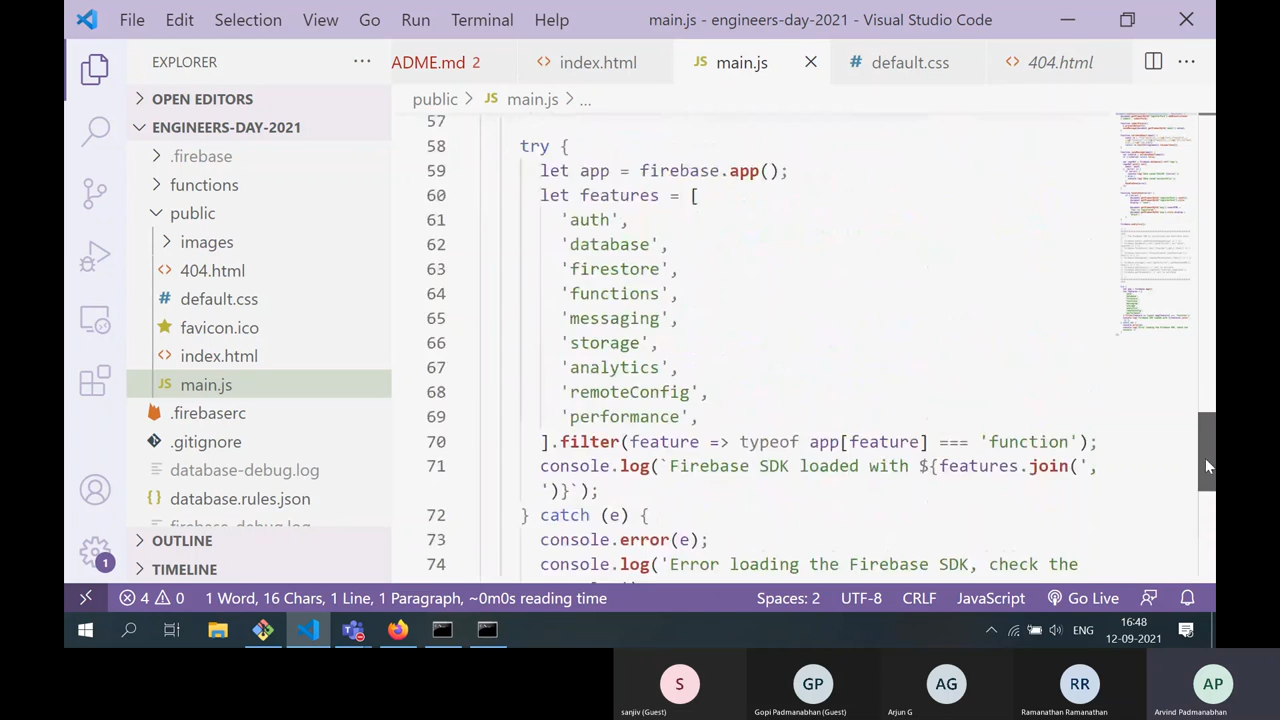 File Edit Selection View Go Run Terminal Help main.js - engineers-day-2021 - Visual Studio Code
EXPLORER
ADME.md 2 index.html JS main.js # default.css 404.html
OPEN EDITORS
ENGINEERS-DAY-2021
.firebase
functions
public
images
404.html
# default.css
favicon.ico
index.html
JS main.js
.firebaserc
.gitignore
database-debug.log
{} database.rules.json
firebase-debug.log
OUTLINE
TIMELINE
1
public > JS main.js > ...
57
58 try {
59 let app = firebase.app();
60 let features = [
61 'auth',
62 'database',
63 'firestore',
64 'functions',
65 'messaging',
66 'storage',
67 'analytics',
68 'remoteConfig',
69 'performance',
70 ].filter(feature => typeof app[feature] === 'function');
71 console.log(`Firebase SDK loaded with ${features.join(',
')}`);
72 } catch (e) {
73 console.error(e);
74 console.log('Error loading the Firebase SDK, check the
4 0 1 Word, 16 Chars, 1 Line, 1 Paragraph, ~0m0s reading time Spaces: 2 UTF-8 CRLF JavaScript Go Live
ENG 16:48
12-09-2021
S GP AG RR AP
sanjiv (Guest) Gopi Padmanabhan (Guest) Arjun G Ramanathan Ramanathan Arvind Padmanabhan